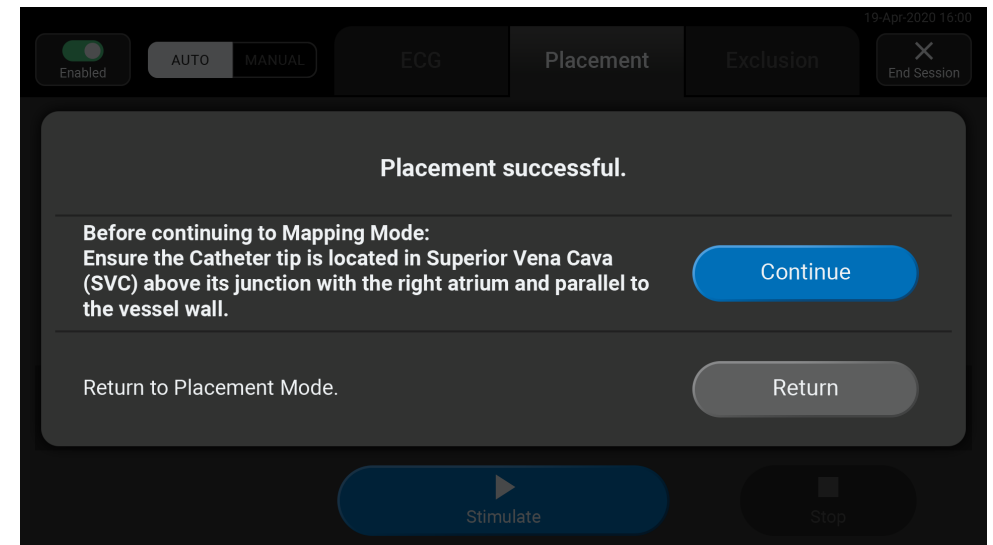 19-Apr-2020 16:00
Enabled
AUTO
MANUAL
ECG
Placement
Exclusion
End Session
Placement successful.
Before continuing to Mapping Mode:
Ensure the Catheter tip is located in Superior Vena Cava
(SVC) above its junction with the right atrium and parallel to
the vessel wall.
Continue
Return to Placement Mode.
Return
Stimulate
Stop